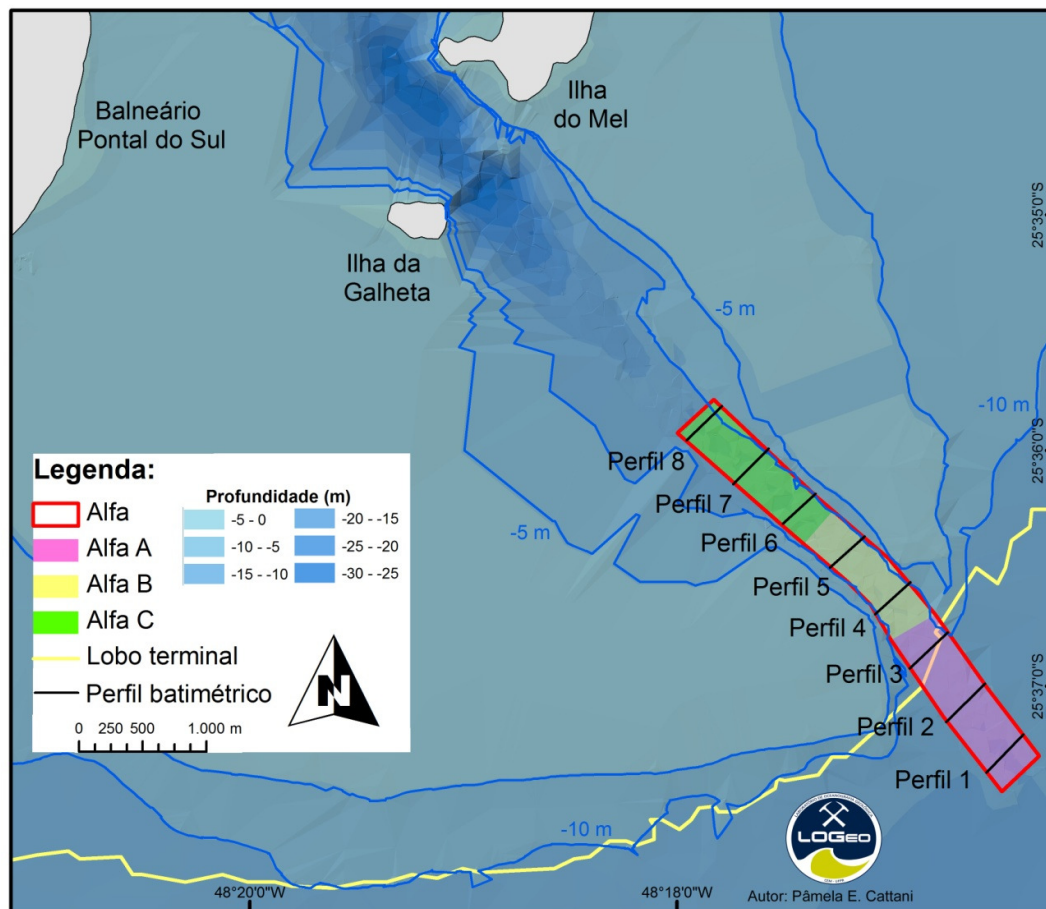 Balneário
Pontal do Sul
Ilha
do Mel
Ilha da
Galheta
25°35'0"S
-5 m
-10 m
25°36'0"S
Perfil 8
Perfil 7
-5 m
Perfil 6
Perfil 5
Perfil 4
Perfil 3
25°37'0"S
Perfil 2
Perfil 1
-10 m
Legenda:
Alfa
Alfa A
Alfa B
Alfa C
Lobo terminal
Perfil batimétrico
Profundidade (m)
-5 - 0
-10 - -5
-15 - -10
-20 - -15
-25 - -20
-30 - -25
N
0 250 500 1.000 m
48°20'0"W
48°18'0"W
LOGEO
Autor: Pâmela E. Cattani